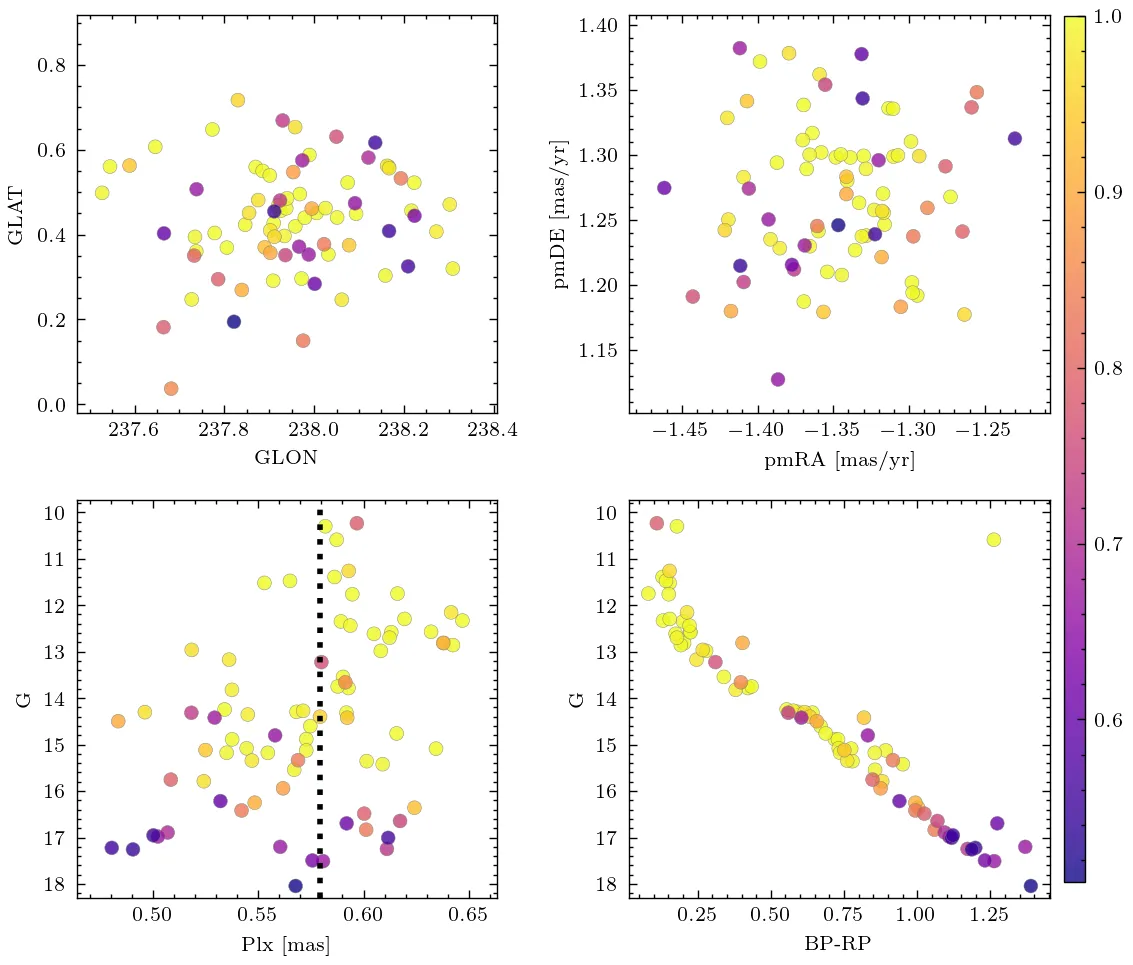 0.8
0.6
0.4
0.2
0.0
GLAT
237.6 237.8 238.0 238.2 238.4
GLON
1.40
1.35
1.30
1.25
1.20
1.15
pmDE [mas/yr]
−1.45 −1.40 −1.35 −1.30 −1.25
pmRA [mas/yr]
1.0
0.9
0.8
0.7
0.6
10
11
12
13
14
15
16
17
18
G
0.50 0.55 0.60 0.65
Plx [mas]
10
11
12
13
14
15
16
17
18
G
0.25 0.50 0.75 1.00 1.25
BP-RP